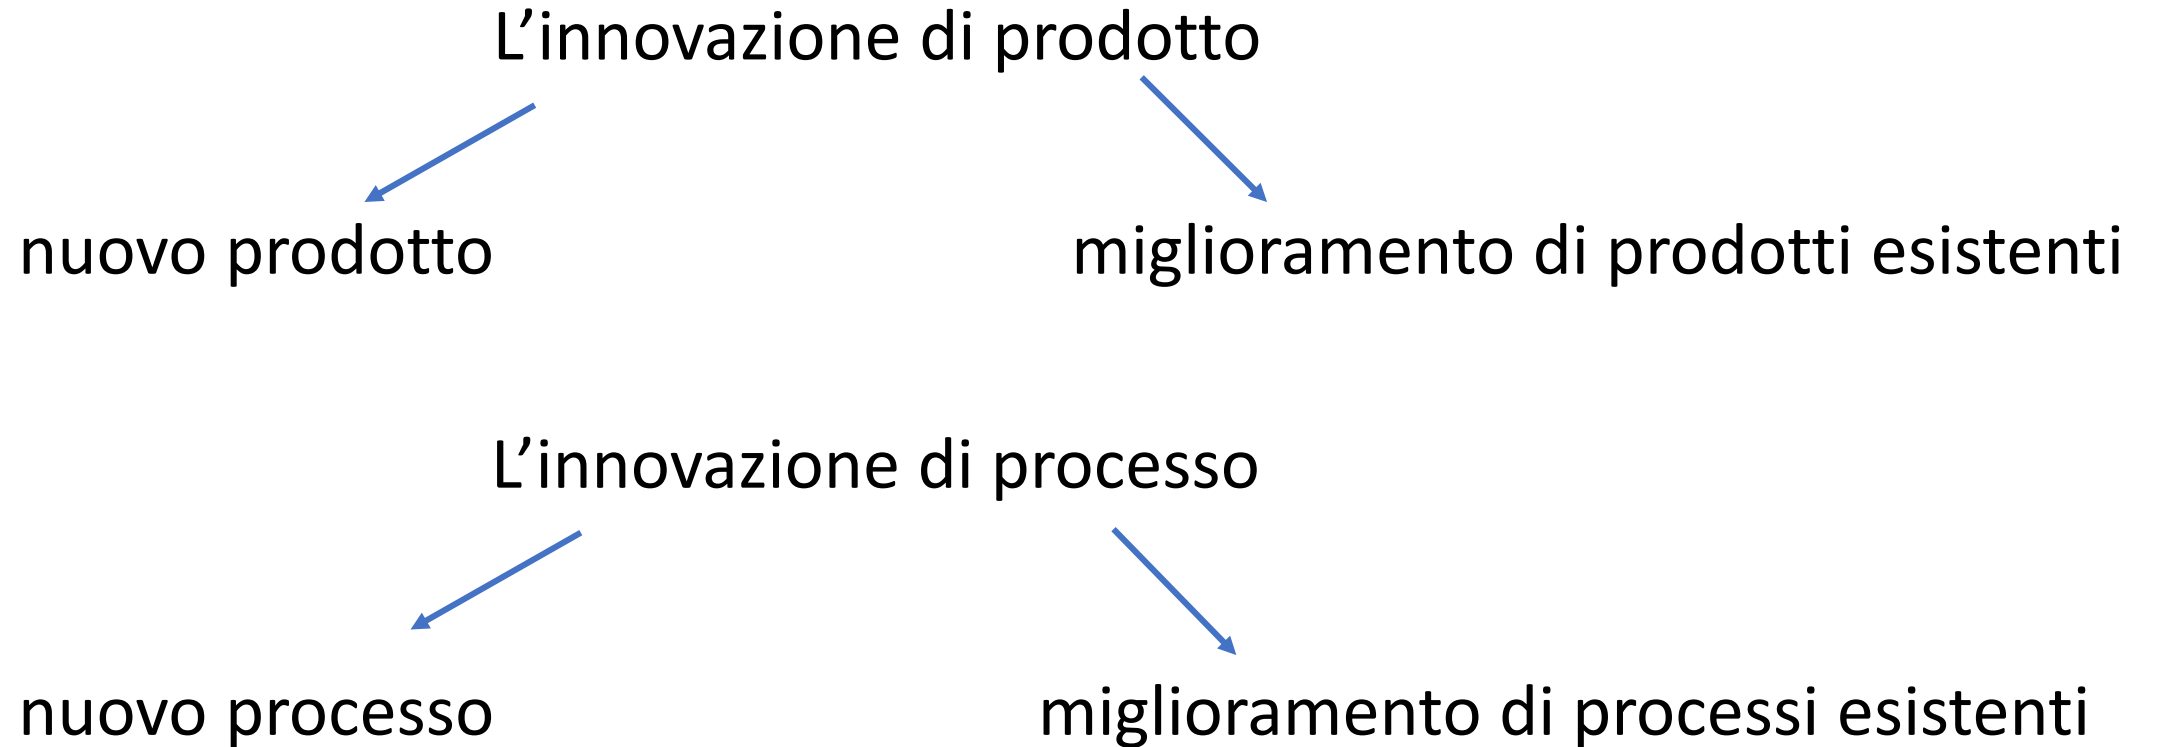 L’innovazione di prodotto
nuovo prodotto
miglioramento di prodotti esistenti
L’innovazione di processo
nuovo processo
miglioramento di processi esistenti